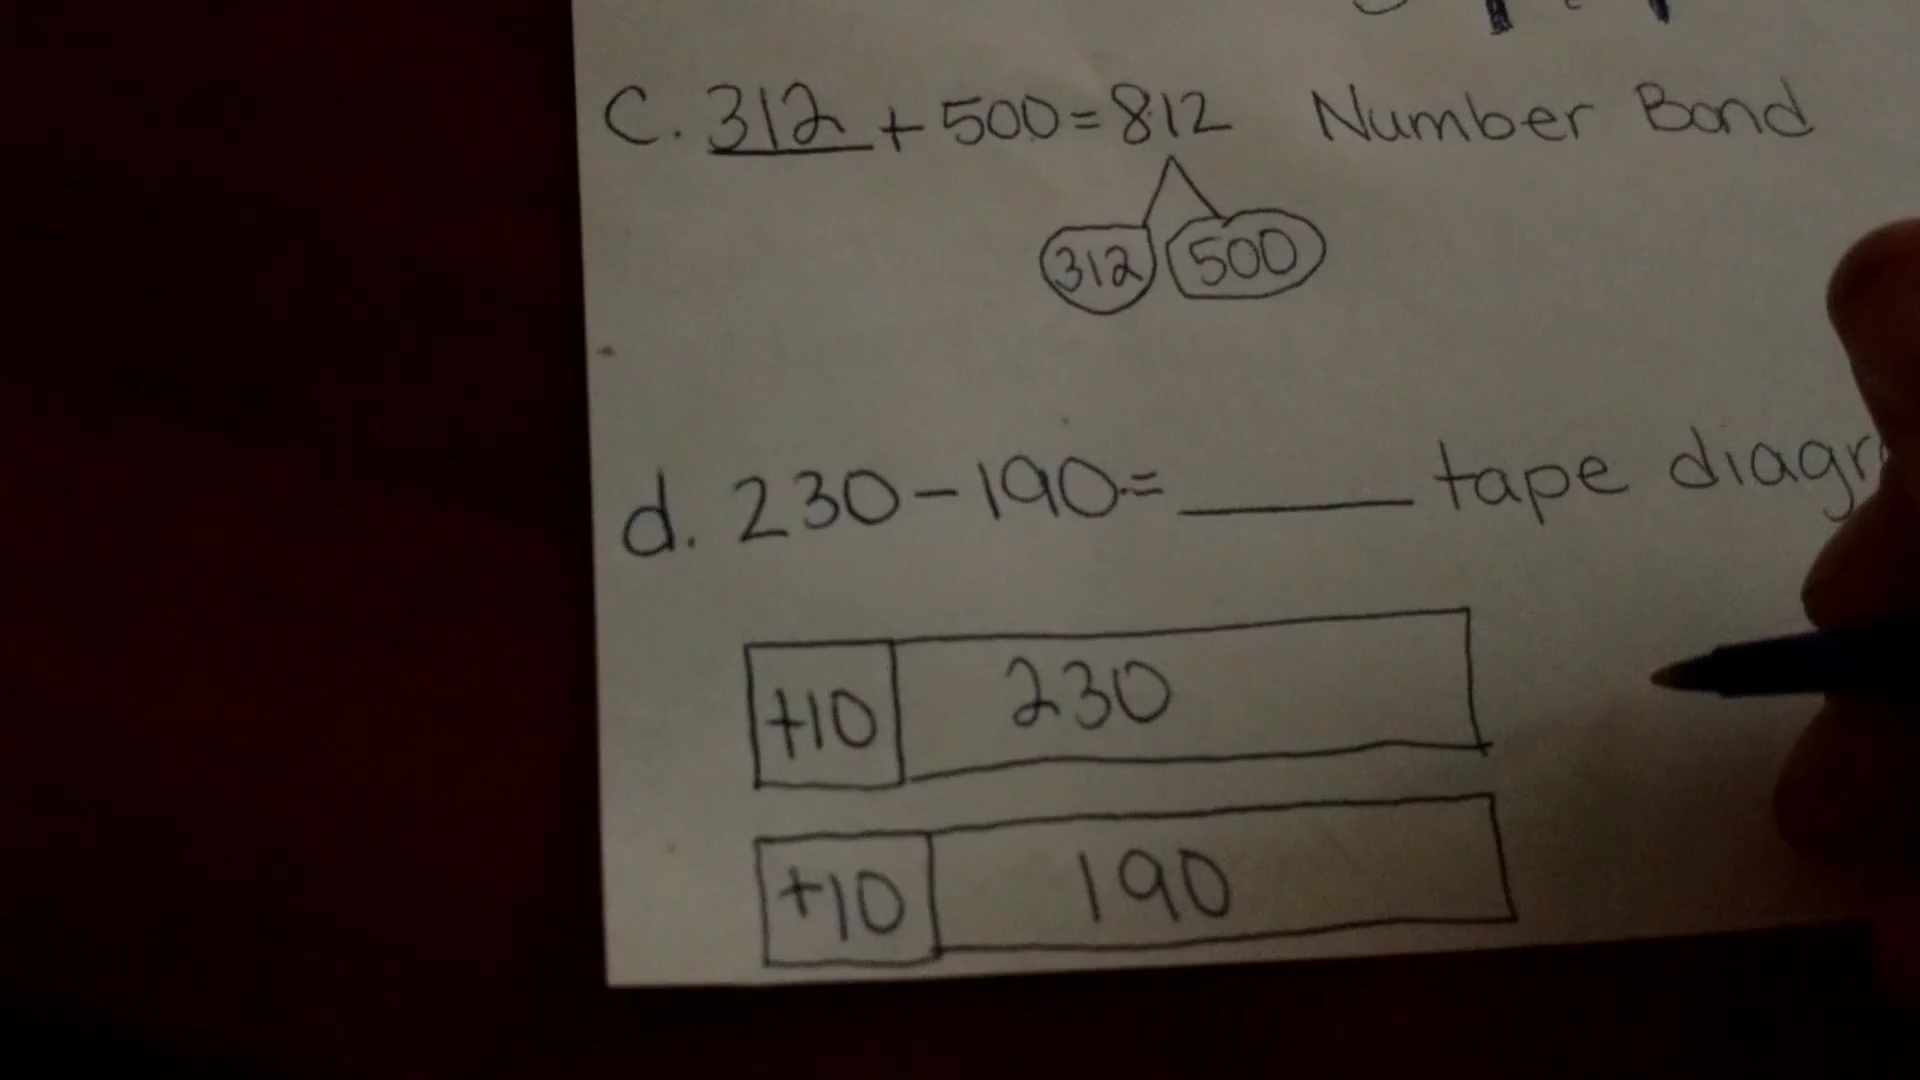 C. 312 + 500 = 812 Number Bond
312 500
d. 230 - 190 = ____ tape
+10 230
+10 190